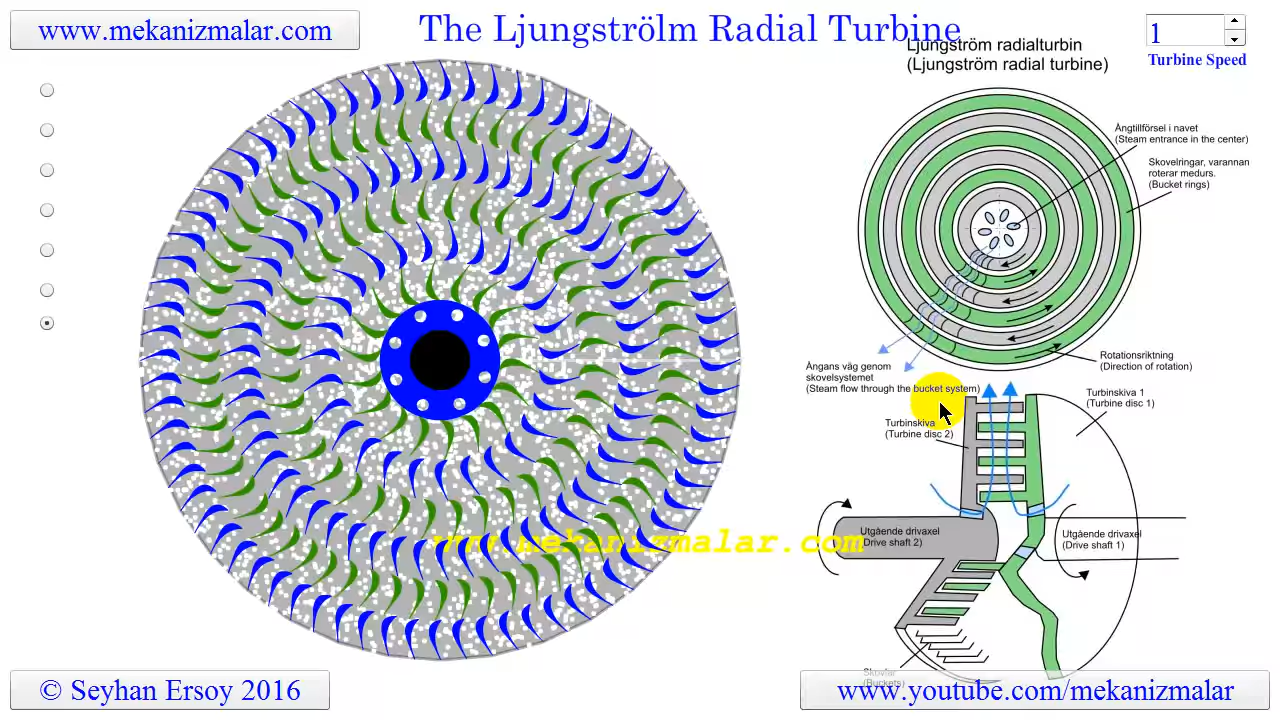 www.mekanizmalar.com
The Ljungströlm Radial Turbine
1
Turbine Speed
Ljungström radialturbin
(Ljungström radial turbine)
Ångtillförsel i navet
(Steam entrance in the center)
Skovelringar, varannan
roterar medurs.
(Bucket rings)
Rotationsriktning
(Direction of rotation)
Ångans väg genom
skovelsystemet
(Steam flow through the bucket system)
Turbinskiva 1
(Turbine disc 1)
Turbinskiva
(Turbine disc 2)
Utgående drivaxel
(Drive shaft 2)
Utgående drivaxel
(Drive shaft 1)
www.mekanizmalar.com
Skovlar
(Buckets)
© Seyhan Ersoy 2016
www.youtube.com/mekanizmalar